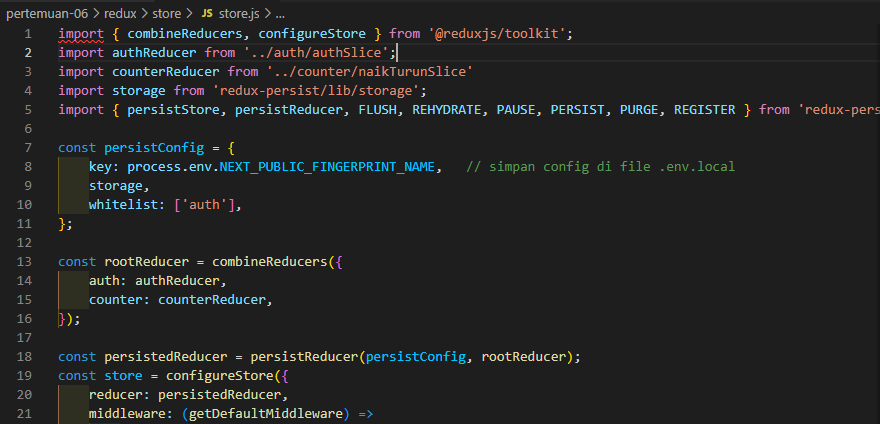 pertemuan-06 > redux > store > JS store.js > ...
1 import { combineReducers, configureStore } from '@reduxjs/toolkit';
2 import authReducer from '../auth/authSlice';
3 import counterReducer from '../counter/naikTurunSlice'
4 import storage from 'redux-persist/lib/storage';
5 import { persistStore, persistReducer, FLUSH, REHYDRATE, PAUSE, PERSIST, PURGE, REGISTER } from 'redux-pers
6
7 const persistConfig = {
8     key: process.env.NEXT_PUBLIC_FINGERPRINT_NAME,   // simpan config di file .env.local
9     storage,
10     whitelist: ['auth'],
11 };
12
13 const rootReducer = combineReducers({
14     auth: authReducer,
15     counter: counterReducer,
16 });
17
18 const persistedReducer = persistReducer(persistConfig, rootReducer);
19 const store = configureStore({
20     reducer: persistedReducer,
21     middleware: (getDefaultMiddleware) =>